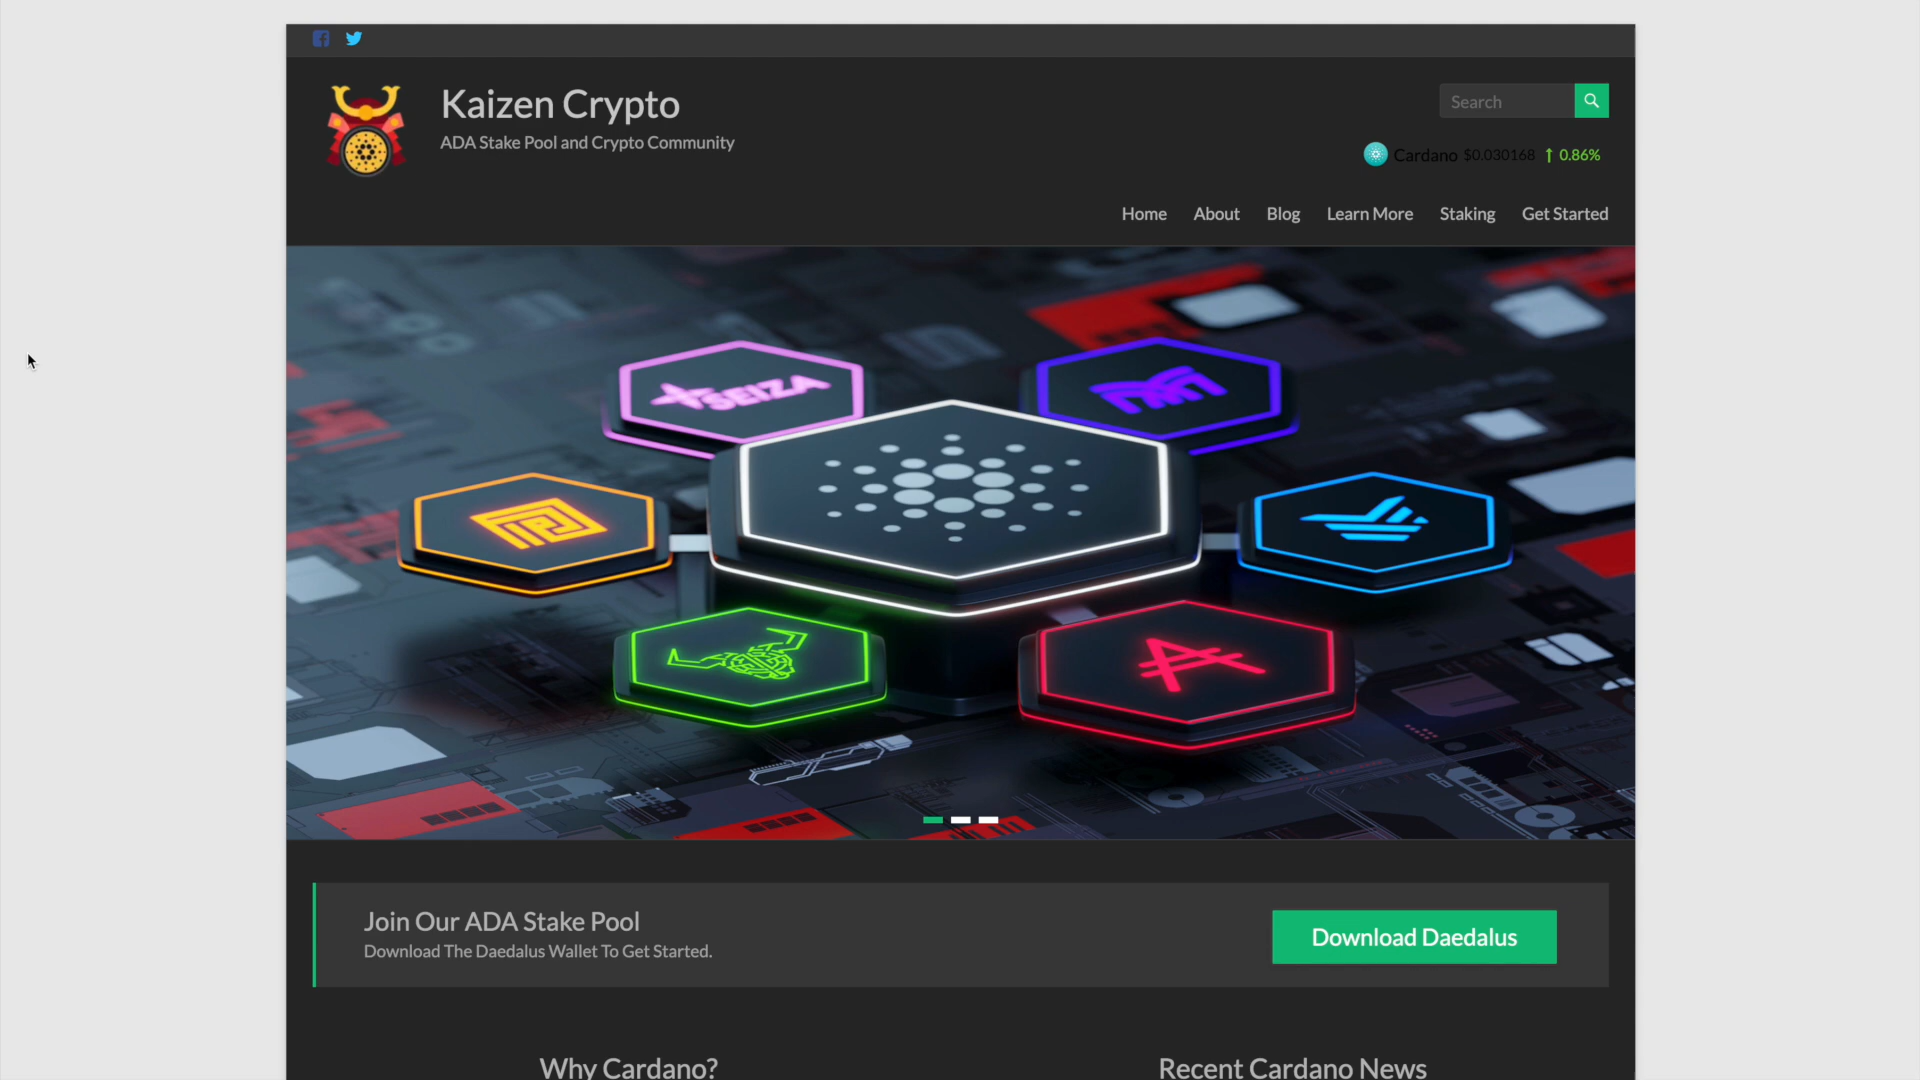 Kaizen Crypto
ADA Stake Pool and Crypto Community
Search
Cardano $0.030168 ↑ 0.86%
Home About Blog Learn More Staking Get Started
SEIZA
Join Our ADA Stake Pool
Download The Daedalus Wallet To Get Started.
Download Daedalus
Why Cardano?
Recent Cardano News